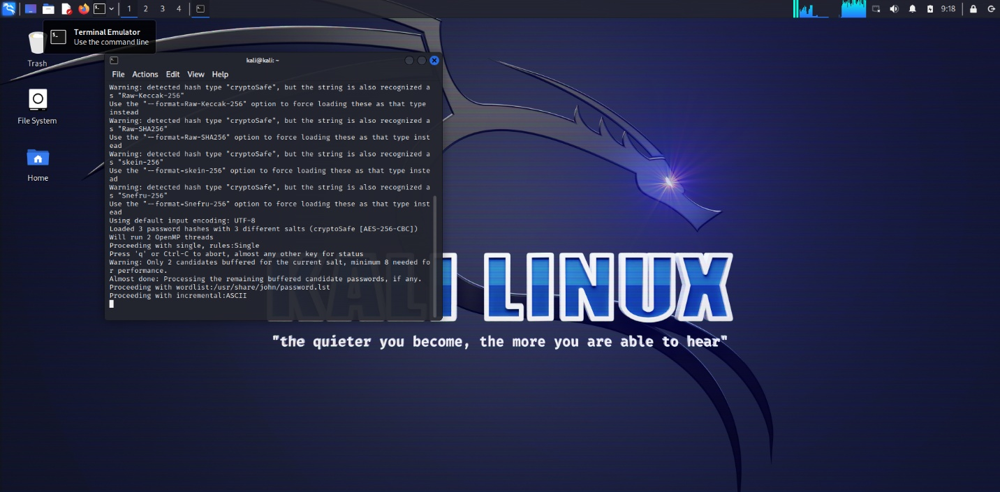 1 2 3 4
9:18
Terminal Emulator
Use the command line
Trash
File System
Home
kali@kali: ~
File Actions Edit View Help
Warning: detected hash type "cryptoSafe", but the string is also recognized a
s "Raw-Keccak-256"
Use the "--format=Raw-Keccak-256" option to force loading these as that type
instead
Warning: detected hash type "cryptoSafe", but the string is also recognized a
s "Raw-SHA256"
Use the "--format=Raw-SHA256" option to force loading these as that type inst
ead
Warning: detected hash type "cryptoSafe", but the string is also recognized a
s "skein-256"
Use the "--format=skein-256" option to force loading these as that type inste
ad
Warning: detected hash type "cryptoSafe", but the string is also recognized a
s "Snefru-256"
Use the "--format=Snefru-256" option to force loading these as that type inst
ead
Using default input encoding: UTF-8
Loaded 3 password hashes with 3 different salts (cryptoSafe [AES-256-CBC])
Will run 2 OpenMP threads
Proceeding with single, rules:Single
Press 'q' or Ctrl-C to abort, almost any other key for status
Warning: Only 2 candidates buffered for the current salt, minimum 8 needed fo
r performance.
Almost done: Processing the remaining buffered candidate passwords, if any.
Proceeding with wordlist:/usr/share/john/password.lst
Proceeding with incremental:ASCII
KALI LINUX
"the quieter you become, the more you are able to hear"